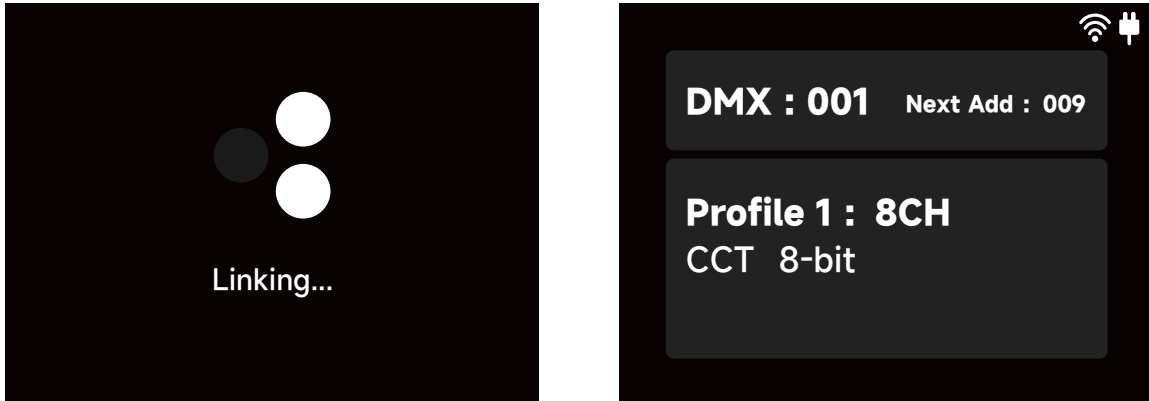 Linking...
DMX : 001 Next Add : 009
Profile 1 : 8CH
CCT 8-bit